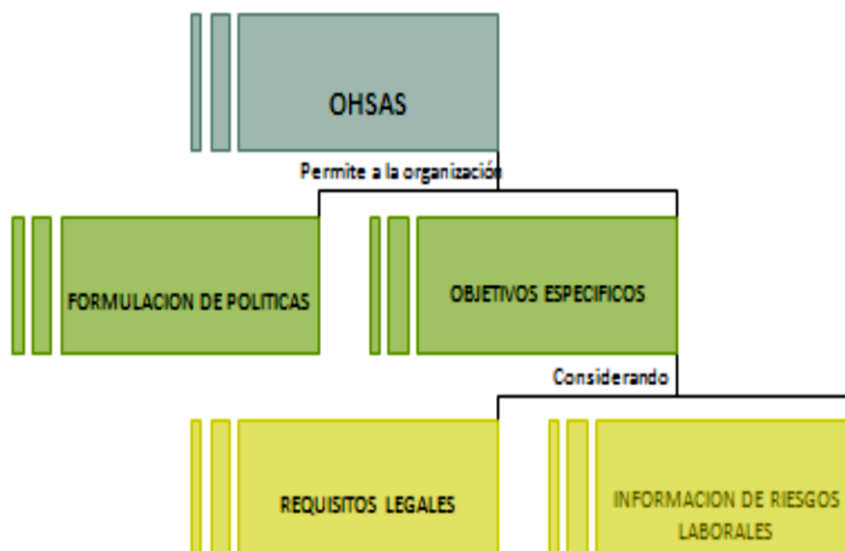 OHSAS
Permite a la organización
FORMULACION DE POLITICAS
OBJETIVOS ESPECIFICOS
Considerando
REQUISITOS LEGALES
INFORMACION DE RIESGOS
LABORALES